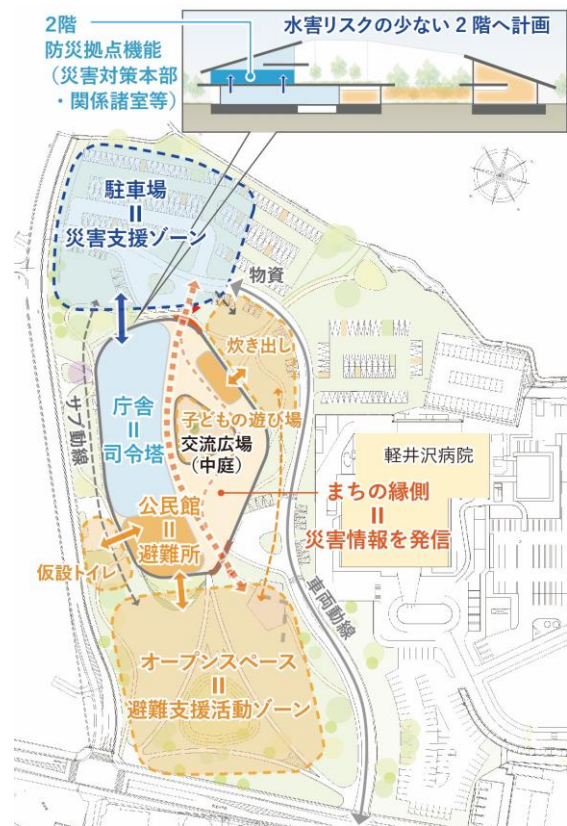 水害リスクの少ない2階へ計画
2階
防災拠点機能
（災害対策本部
・関係諸室等）
駐車場
＝
災害支援ゾーン
物資
炊き出し
サブ動線
庁舎
＝
司令塔
子どもの遊び場
交流広場
（中庭）
軽井沢病院
まちの縁側
＝
災害情報を発信
公民館
＝
避難所
仮設トイレ
車両動線
オープンスペース
＝
避難支援活動ゾーン